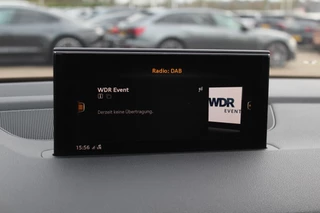 Radio: DAB
WDR Event
Derzeit keine Übertragung.
WDR
EVENT
15:56